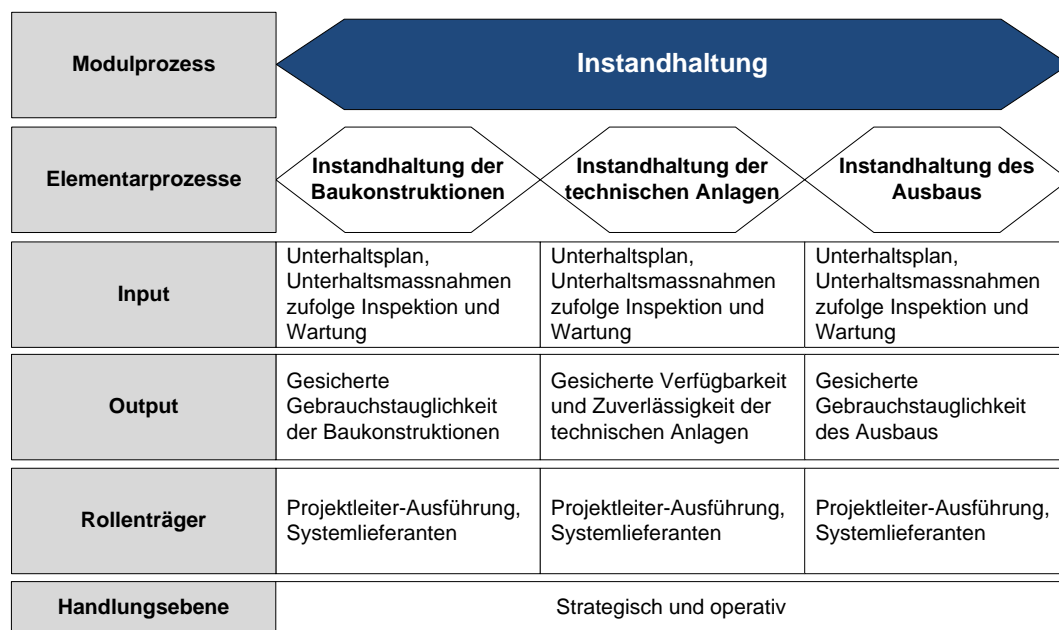 Modulprozess
Instandhaltung
Elementarprozesse
Instandhaltung der
Baukonstruktionen
Instandhaltung der
technischen Anlagen
Instandhaltung des
Ausbaus
Input
Unterhaltsplan,
Unterhaltsmassnahmen
zufolge Inspektion und
Wartung
Unterhaltsplan,
Unterhaltsmassnahmen
zufolge Inspektion und
Wartung
Unterhaltsplan,
Unterhaltsmassnahmen
zufolge Inspektion und
Wartung
Output
Gesicherte
Gebrauchstauglichkeit
der Baukonstruktionen
Gesicherte Verfügbarkeit
und Zuverlässigkeit der
technischen Anlagen
Gesicherte
Gebrauchstauglichkeit
des Ausbaus
Rollenträger
Projektleiter-Ausführung,
Systemlieferanten
Projektleiter-Ausführung,
Systemlieferanten
Projektleiter-Ausführung,
Systemlieferanten
Handlungsebene
Strategisch und operativ